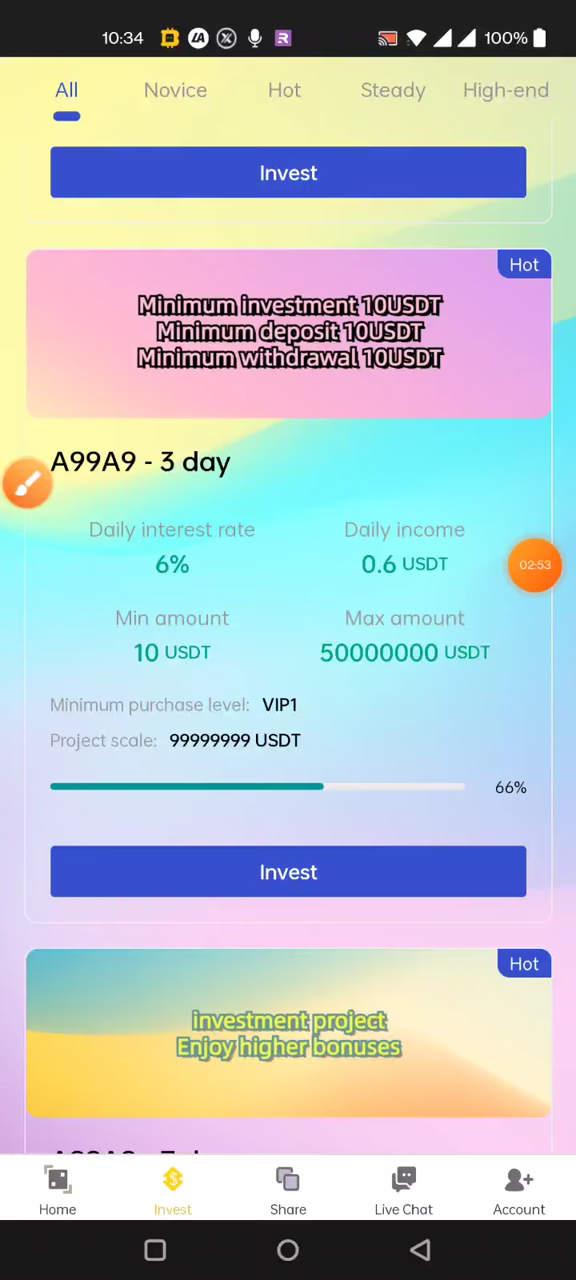 10:34
100%
All Novice Hot Steady High-end
Invest
Hot
Minimum investment 10USDT
Minimum deposit 10USDT
Minimum withdrawal 10USDT
A99A9 - 3 day
Daily interest rate Daily income
6% 0.6 USDT
02:53
Min amount Max amount
10 USDT 50000000 USDT
Minimum purchase level: VIP1
Project scale: 99999999 USDT
66%
Invest
Hot
investment project
Enjoy higher bonuses
Home Invest Share Live Chat Account